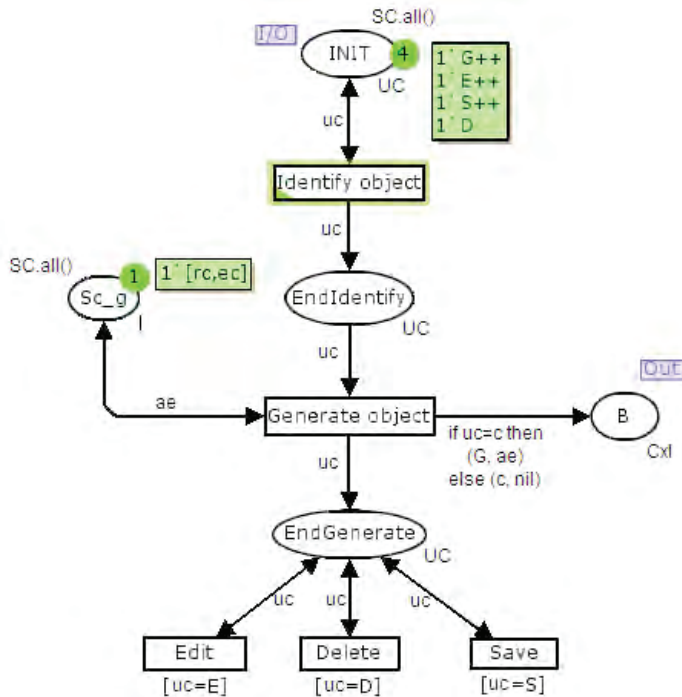 SC.all()
I/O
INIT
4
UC
1`G++
1`E++
1`S++
1`D
uc
Identify object
uc
SC.all()
1
1`[rc,ec]
Sc_g
I
EndIdentify
UC
uc
ae
Generate object
Out
B
CxI
if uc=c then
(G, ae)
else (c, nil)
uc
EndGenerate
UC
uc
uc
uc
Edit
Delete
Save
[uc=E]
[uc=D]
[uc=S]